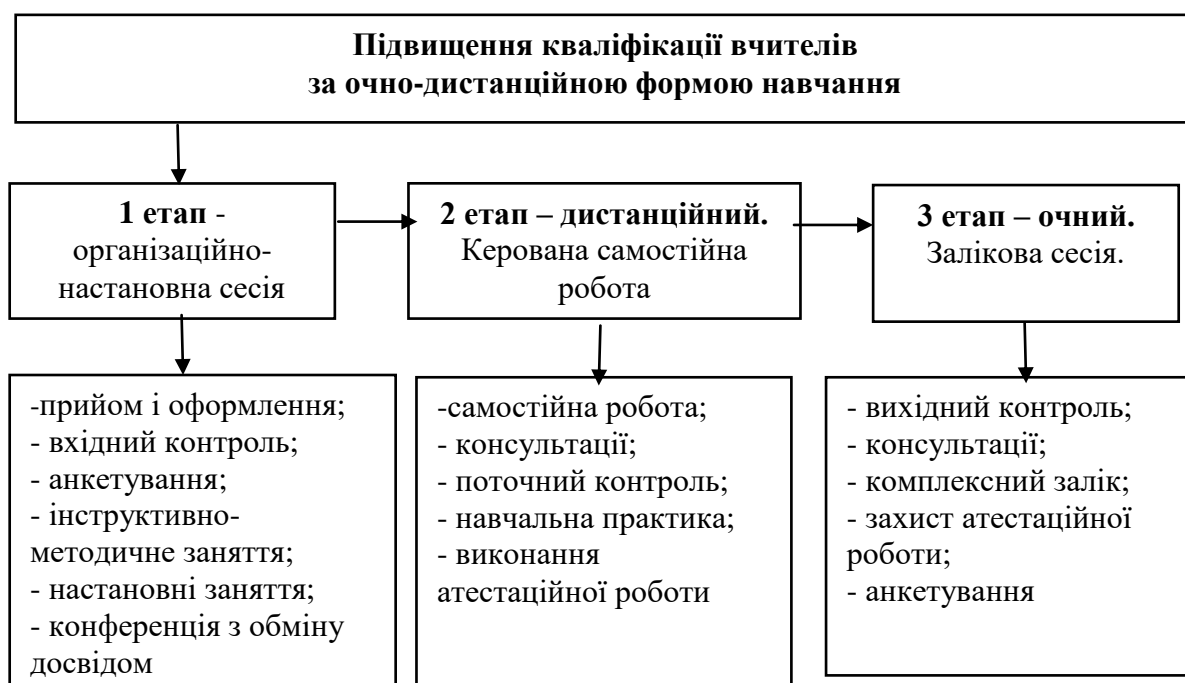 Підвищення кваліфікації вчителів
за очно-дистанційною формою навчання
1 етап -
організаційно-
настановна сесія
2 етап – дистанційний.
Керована самостійна
робота
3 етап – очний.
Залікова сесія.
-прийом і оформлення;
- вхідний контроль;
- анкетування;
- інструктивно-
методичне заняття;
- настановні заняття;
- конференція з обміну
досвідом
-самостійна робота;
- консультації;
- поточний контроль;
- навчальна практика;
- виконання
атестаційної роботи
- вихідний контроль;
- консультації;
- комплексний залік;
- захист атестаційної
роботи;
- анкетування